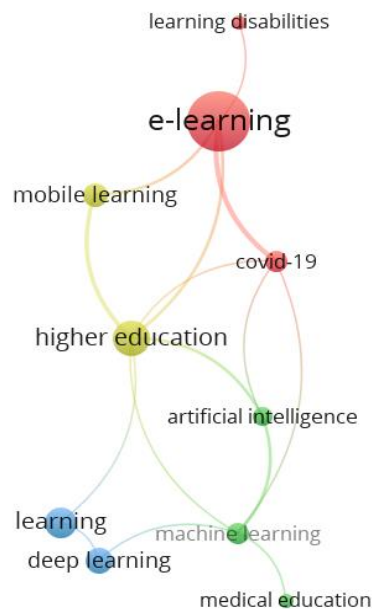 learning disabilities
e-learning
mobile learning
covid-19
higher education
artificial intelligence
learning
machine learning
deep learning
medical education